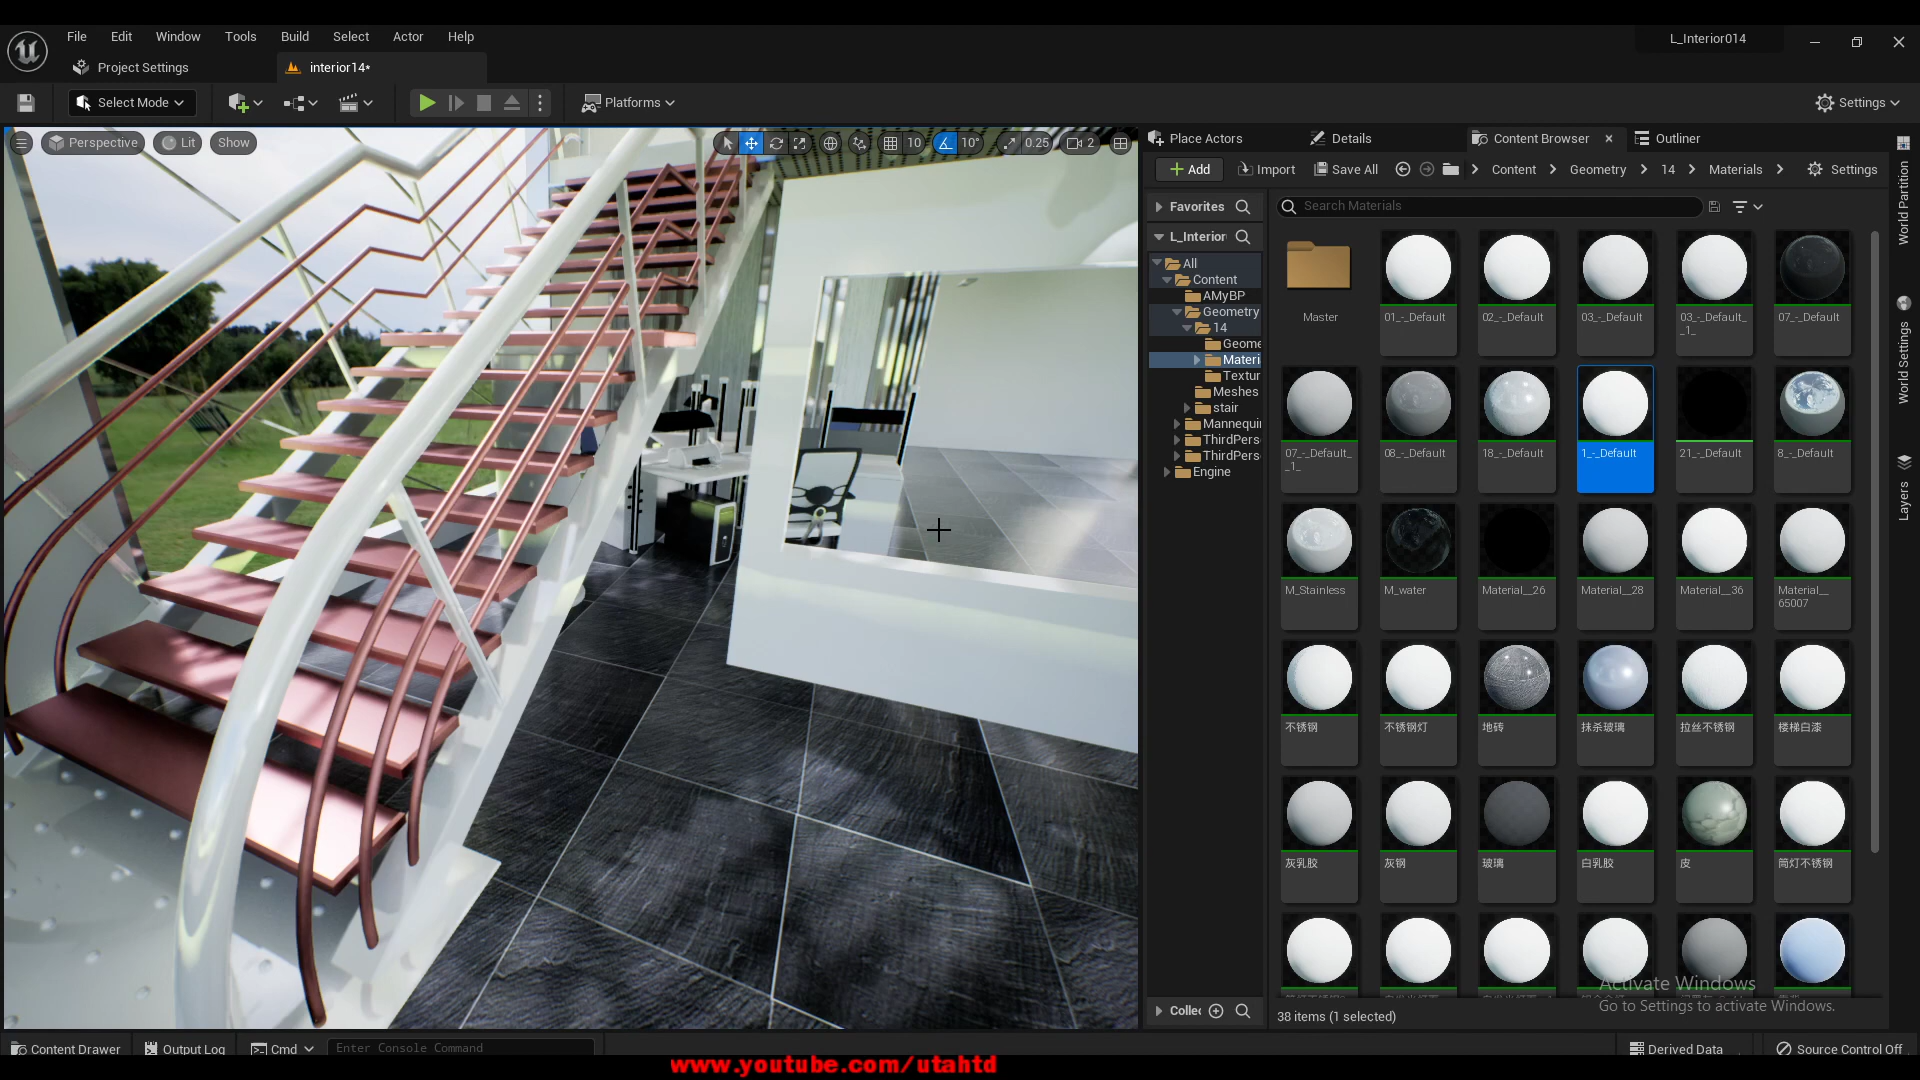 File Edit Window Tools Build Select Actor Help
L_Interior014
Project Settings
interior14*
Select Mode
Platforms
Settings
Perspective Lit Show
10 10° 0.25 2
Place Actors Details Content Browser Outliner
Add Import Save All Content Geometry 14 Materials Settings
Favorites
Search Materials
L_Interior
All
Content
AMyBP
Geometry
14
Geome
Materi
Textur
Meshes
stair
Mannequi
ThirdPers
ThirdPers
Engine
Master 01_-_Default 02_-_Default 03_-_Default 03_-_Default_ 07_-_Default
_1_
07_-_Default_ 08_-_Default 18_-_Default 1_-_Default 21_-_Default 8_-_Default
_1_
M_Stainless M_water Material__26 Material__28 Material__36 Material__
65007
不锈钢 不锈钢灯 地砖 抹杀玻璃 拉丝不锈钢 楼梯白漆
灰乳胶 灰钢 玻璃 白乳胶 皮 筒灯不锈钢
World Partition
World Settings
Layers
Activate Windows
Go to Settings to activate Windows.
Collec
38 items (1 selected)
Content Drawer Output Log Cmd Enter Console Command Derived Data Source Control Off
www.youtube.com/utahtd